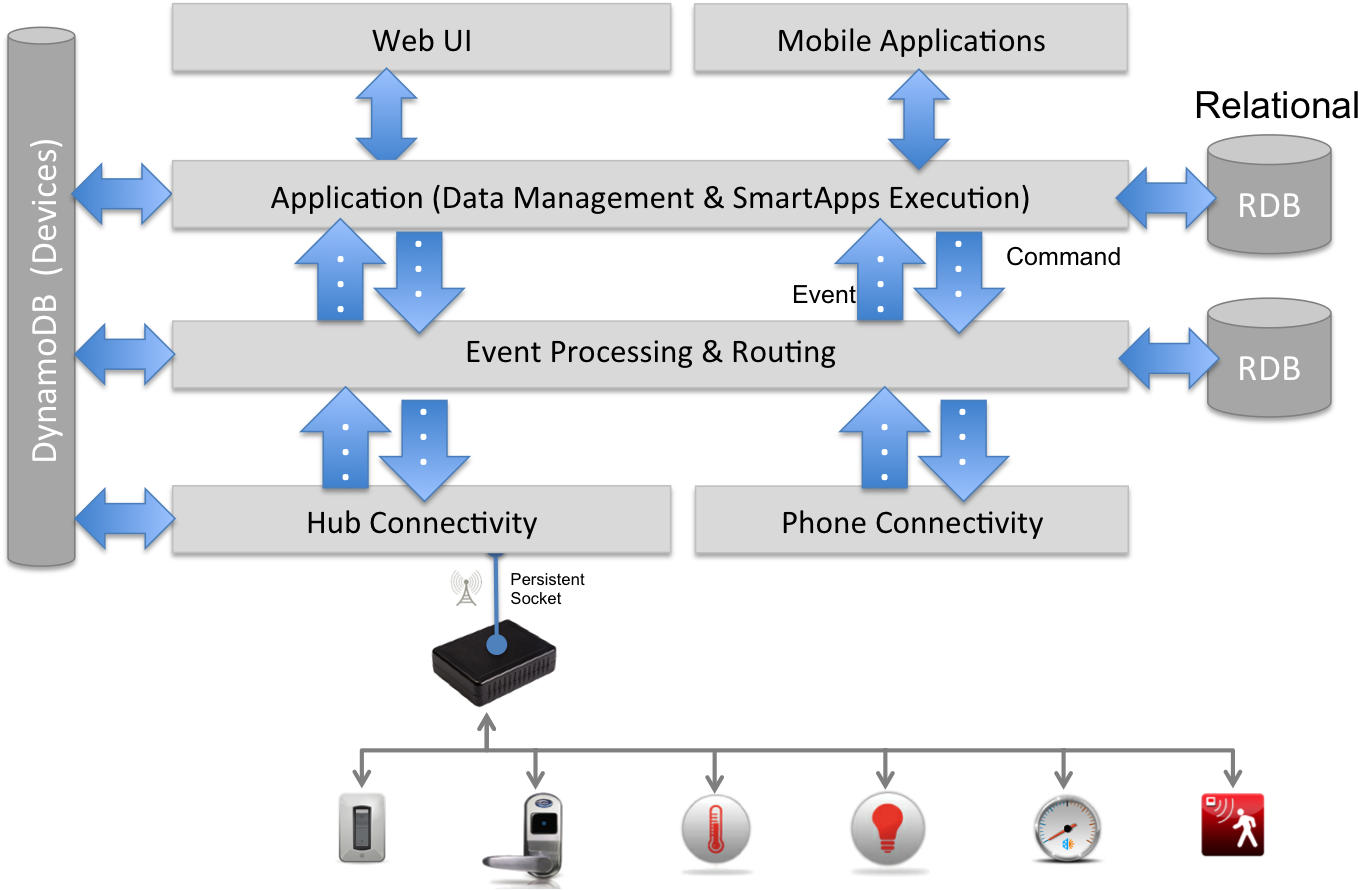 Web UI
Mobile Applications
Relational
Application (Data Management & SmartApps Execution)
RDB
Command
Event
DynamoDB (Devices)
Event Processing & Routing
RDB
Hub Connectivity
Phone Connectivity
Persistent
Socket